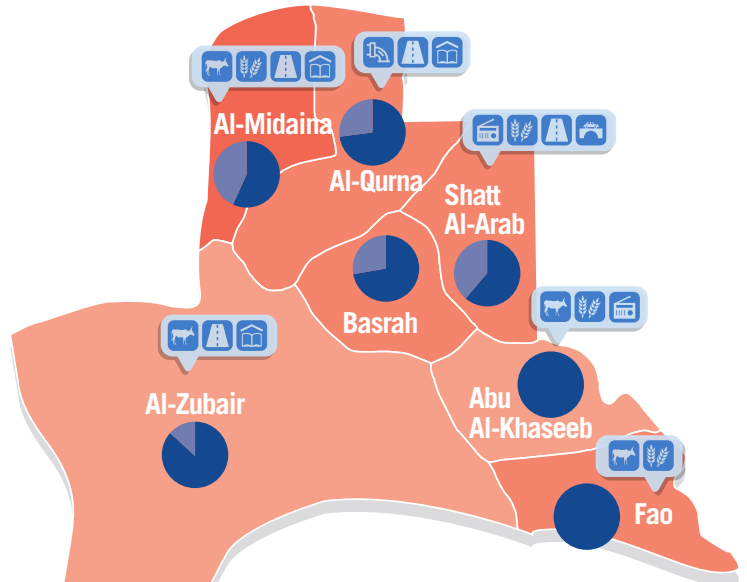 Al-Midaina
Al-Qurna
Shatt
Al-Arab
Basrah
Al-Zubair
Abu
Al-Khaseeb
Fao